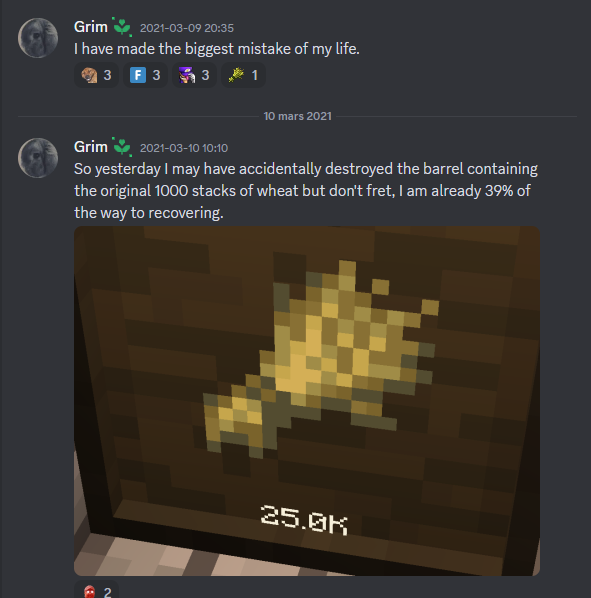 Grim 2021-03-09 20:35
I have made the biggest mistake of my life.
3 F 3 3 1
10 mars 2021
Grim 2021-03-10 10:10
So yesterday I may have accidentally destroyed the barrel containing
the original 1000 stacks of wheat but don't fret, I am already 39% of
the way to recovering.
25.0K
2